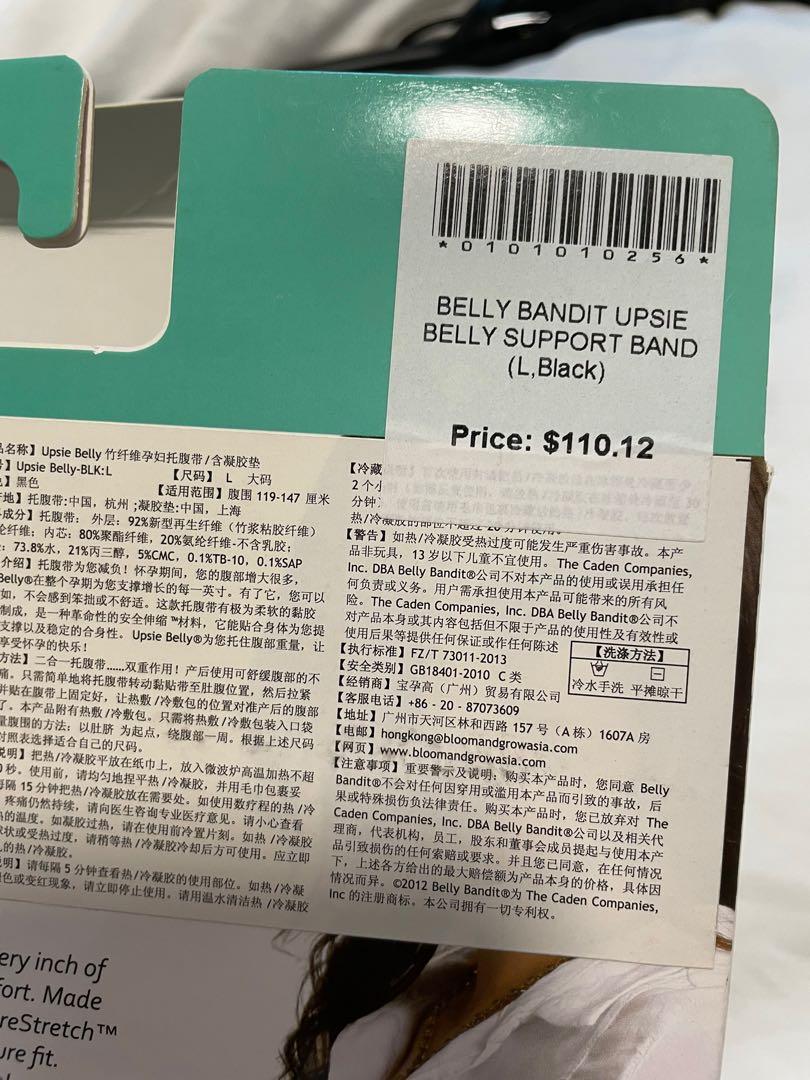 *0101010256*
BELLY BANDIT UPSIE
BELLY SUPPORT BAND
(L,Black)
Price: $110.12
品名称】Upsie Belly 竹纤维孕妇托腹带/含凝胶垫
】Upsie Belly-BLK:L 【尺码】 L 大码
】黑色 【适用范围】腹围 119-147 厘米
地】托腹带:中国，杭州 ;凝胶垫:中国，上海
成分】托腹带： 外层：92%新型再生纤维（竹浆粘胶纤维）
纶纤维；内芯：80%聚酯纤维，20%氨纶纤维-不含乳胶；
：73.8%水，21%丙三醇，5%CMC，0.1%TB-10，0.1%SAP
介绍】托腹带为您减负！怀孕期间，您的腹部增大很多，
Belly®在整个孕期为您支撑增长的每一英寸。有了它，您可以
如，不会感到笨拙或不舒适。这款托腹带有极为柔软的黏胶
制成，是一种革命性的安全伸缩 ™材料，它能贴合身体为您提
支撑以及稳定的合身性。Upsie Belly®为您托住腹部重量，让
享受怀孕的快乐！
方法】二合一托腹带……双重作用！产后使用可舒缓腹部的不
痛。只需简单地将托腹带转动黏贴带至肚腹位置，然后拉紧
并贴在腹带上固定好，让热敷/冷敷包的位置对准产后的腹部
了。本产品附有热敷/冷敷包。只需将热敷/冷敷包装入口袋
量腹围的方法：以肚脐 为起点，绕腹部一周。根据上述尺码
对照表选择适合自己的尺码。
说明】把热/冷凝胶平放在纸巾上，放入微波炉高温加热不超
0秒。使用前，请均匀地捏平热/冷凝胶，并用毛巾包裹妥
每隔 15分钟把热/冷凝胶放在需要处。如使用数疗程的热/冷
疼痛仍然持续，请向医生咨询专业医疗意见。请小心查看
热的温度。如凝胶过热，请在使用前冷置片刻。如热/冷凝胶
状或受热过度，请稍等热/冷凝胶冷却后方可使用。应立即
的热/冷凝胶。
明】请每隔5分钟查看热/冷凝胶的使用部位。如热/冷凝
色或变红现象，请立即停止使用。请用温水清洁热/冷凝胶
【冷藏
2个小
分钟
热/冷凝胶的部位不超过 20 分钟使用。
【警告】如热/冷凝胶受热过度可能发生严重伤害事故。本产
品非玩具，13 岁以下儿童不宜使用。The Caden Companies,
Inc. DBA Belly Bandit®公司不对本产品的使用或误用承担任
何负责或义务。用户需承担使用本产品可能带来的所有风
险。The Caden Companies, Inc. DBA Belly Bandit®公司不
对产品本身或其内容包括但不限于产品的使用性及有效性或
使用后果等提供任何保证或作任何陈述
【执行标准】FZ/T 73011-2013
【安全类别】GB18401-2010 C 类
【经销商】宝孕高（广州）贸易有限公司
【洗涤方法】
冷水手洗 平摊晾干
【客服电话】+86 - 20 - 87073609
【地址】广州市天河区林和西路 157 号（A 栋）1607A 房
【电邮】hongkong@bloomandgrowasia.com
【网页】www.bloomandgrowasia.com
【注意事项】重要警告及说明：购买本产品时，您同意 Belly
Bandit®不会对任何因穿用或滥用本产品而引致的事故，后
果或特殊损伤负法律责任。购买本产品时，您已放弃对 The
Caden Companies, Inc. DBA Belly Bandit®公司以及相关代
理商，代表机构，员工，股东和董事会成员提起与使用本产
品引致损伤的任何索赔或要求。并且您已同意，在任何情况
下，上述各方给出的最大赔偿额为产品本身的价格，具体因
情况而异。©2012 Belly Bandit®为 The Caden Companies,
Inc 的注册商标。本公司拥有一切专利权。
ery inch of
fort. Made
reStretch™
ure fit.